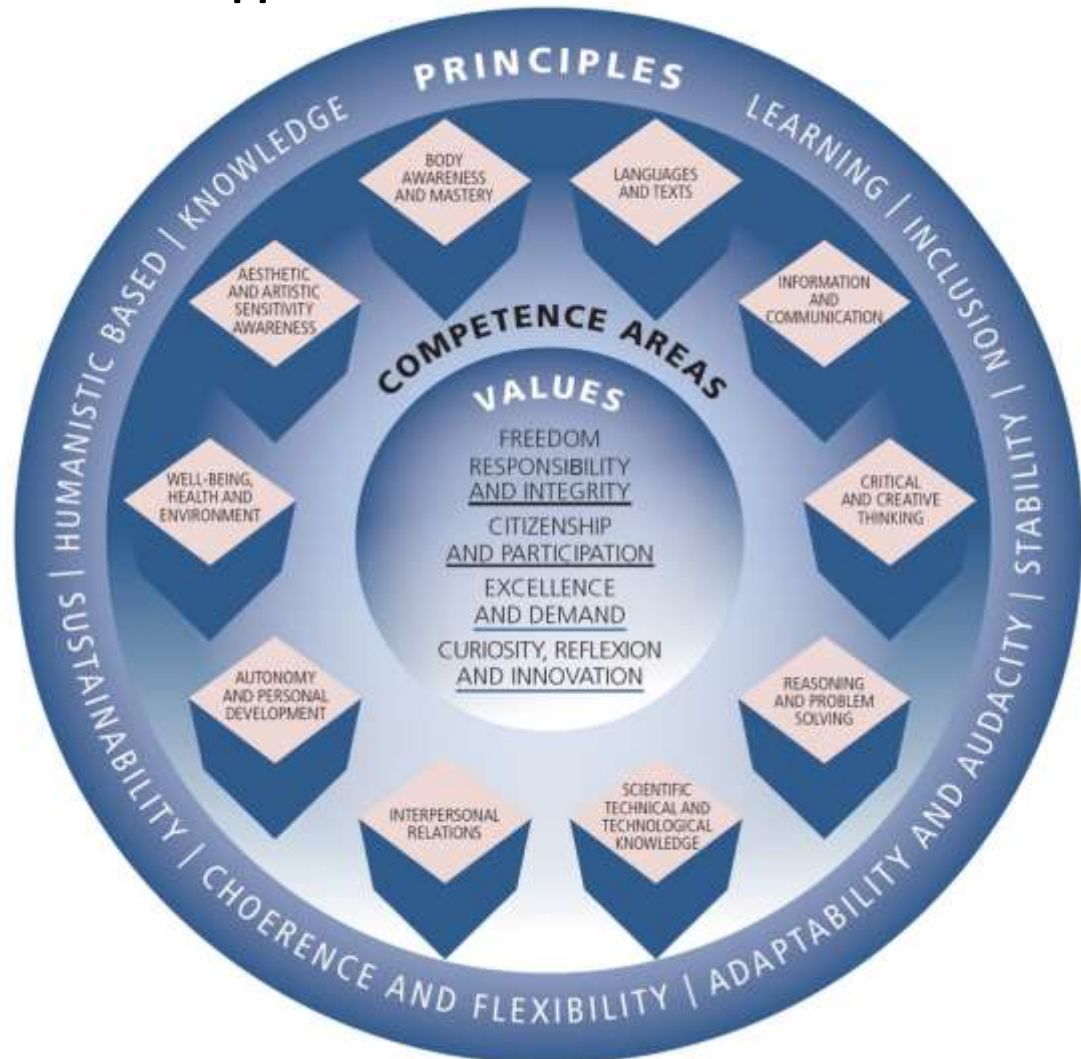 PRINCIPLES
LEARNING | INCLUSION | STABILITY | ADAPTABILITY AND AUDACITY | CHOERENCE AND FLEXIBILITY | SUSTAINABILITY | HUMANISTIC BASED | KNOWLEDGE
BODY
AWARENESS
AND MASTERY
LANGUAGES
AND TEXTS
AESTHETIC
AND ARTISTIC
SENSITIVITY
AWARENESS
INFORMATION
AND
COMMUNICATION
COMPETENCE AREAS
VALUES
FREEDOM
RESPONSIBILITY
AND INTEGRITY
CITIZENSHIP
AND PARTICIPATION
EXCELLENCE
AND DEMAND
CURIOSITY, REFLEXION
AND INNOVATION
WELL-BEING,
HEALTH AND
ENVIRONMENT
CRITICAL
AND CREATIVE
THINKING
AUTONOMY
AND PERSONAL
DEVELOPMENT
REASONING
AND PROBLEM
SOLVING
INTERPERSONAL
RELATIONS
SCIENTIFIC
TECHNICAL AND
TECHNOLOGICAL
KNOWLEDGE